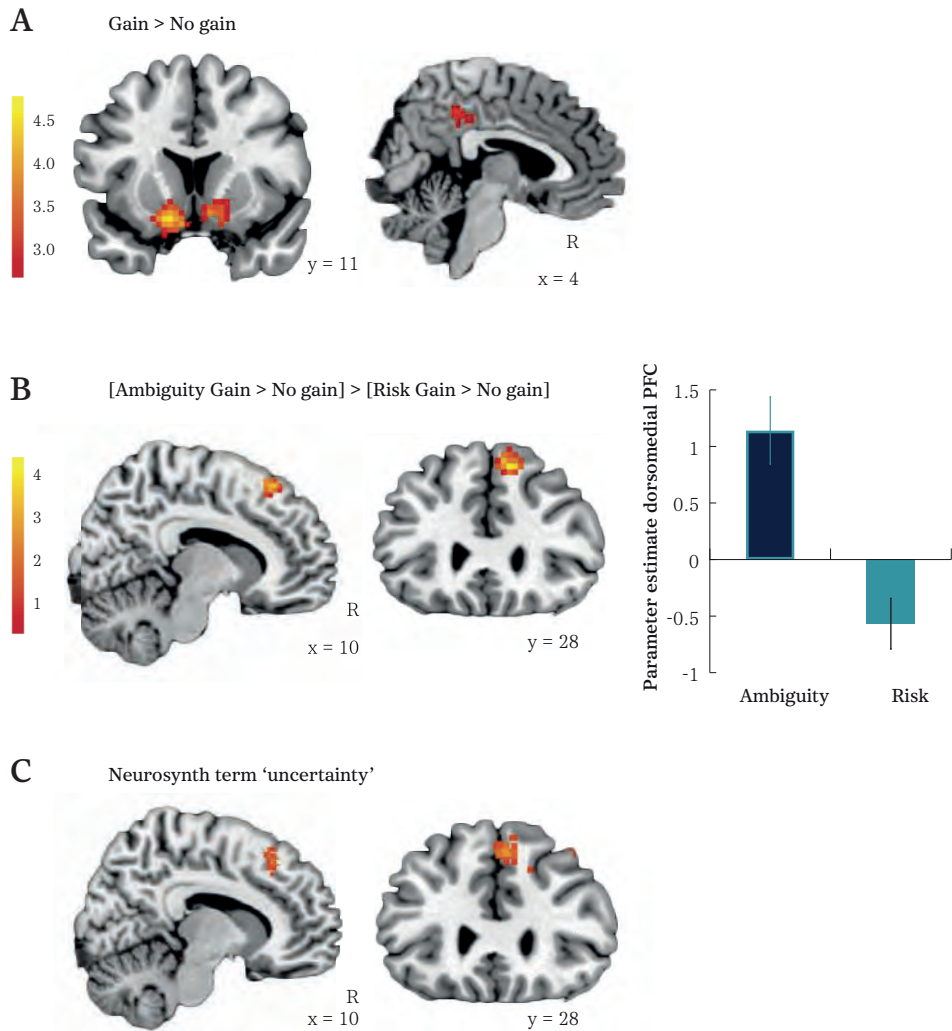 A
Gain > No gain
4.5
4.0
3.5
3.0
y = 11
R
x = 4
B
[Ambiguity Gain > No gain] > [Risk Gain > No gain]
4
3
2
1
R
x = 10
y = 28
Parameter estimate dorsomedial PFC
1.5
1
0.5
0
-0.5
-1
Ambiguity
Risk
C
Neurosynth term ‘uncertainty’
R
x = 10
y = 28